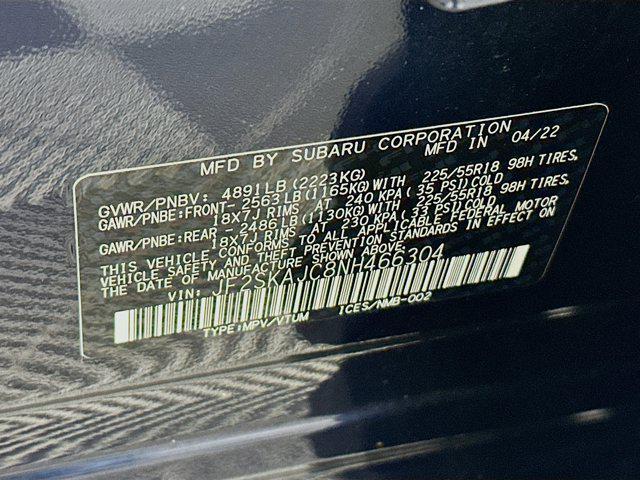 MFD BY SUBARU CORPORATION
MFD IN 04/22
GVWR/PNBV: 4891LB (2223KG)
GAWR/PNBE:FRONT- 2563LB(1165KG)WITH 225/55R18 98H TIRES,
18X7J RIMS AT 240 KPA (35 PSI)COLD
GAWR/PNBE:REAR - 2486LB(1130KG)WITH 225/55R18 98H TIRES,
18X7J RIMS AT 230 KPA (33 PSI)COLD
THIS VEHICLE CONFORMS TO ALL APPLICABLE FEDERAL MOTOR
VEHICLE SAFETY AND THEFT STANDARDS IN EFFECT ON
THE DATE OF MANUFACTURE SHOWN ABOVE.
VIN: JF2SKAJC8NH466304
TYPE:MPV/VTUM ICES/NMB-002